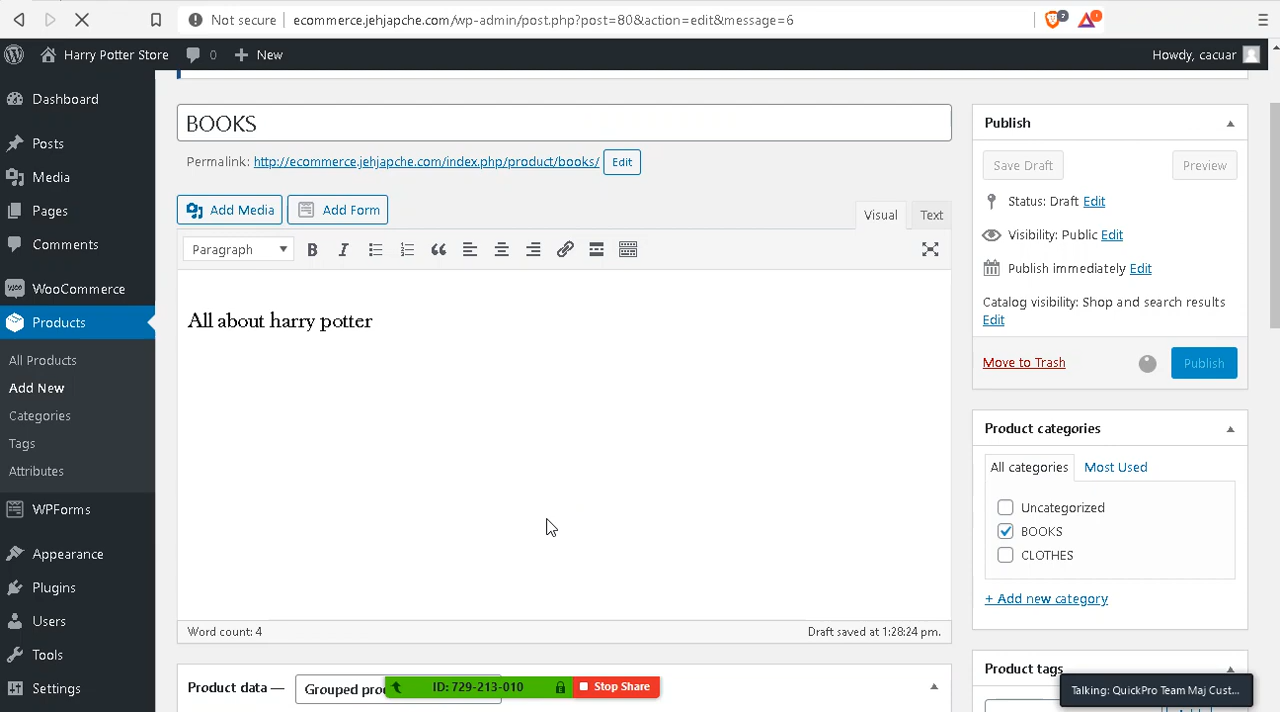 Not secure ecommerce.jehjapche.com/wp-admin/post.php?post=80&action=edit&message=6 2 1
Harry Potter Store 0 New Howdy, cacuar
Dashboard
Posts
Media
Pages
Comments
WooCommerce
Products
All Products
Add New
Categories
Tags
Attributes
WPForms
Appearance
Plugins
Users
Tools
Settings
BOOKS
Permalink: http://ecommerce.jehjapche.com/index.php/product/books/ Edit
Add Media Add Form Visual Text
Paragraph
All about harry potter
Word count: 4 Draft saved at 1:28:24 pm.
Product data — Grouped pro
ID: 729-213-010 Stop Share
Publish
Save Draft Preview
Status: Draft Edit
Visibility: Public Edit
Publish immediately Edit
Catalog visibility: Shop and search results
Edit
Move to Trash Publish
Product categories
All categories Most Used
Uncategorized
BOOKS
CLOTHES
+ Add new category
Product tags
Talking: QuickPro Team Maj Cust...